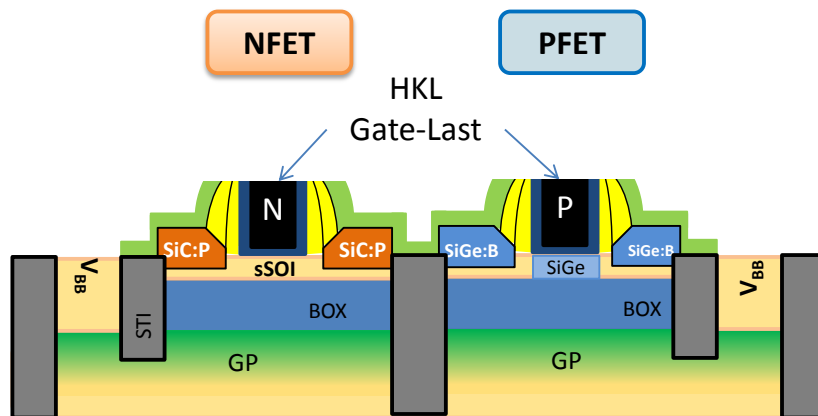 NFET
PFET
HKL
Gate-Last
N
P
SiC:P
SiC:P
SiGe:B
SiGe:B
VBB
sSOI
SiGe
VBB
STI
BOX
BOX
GP
GP